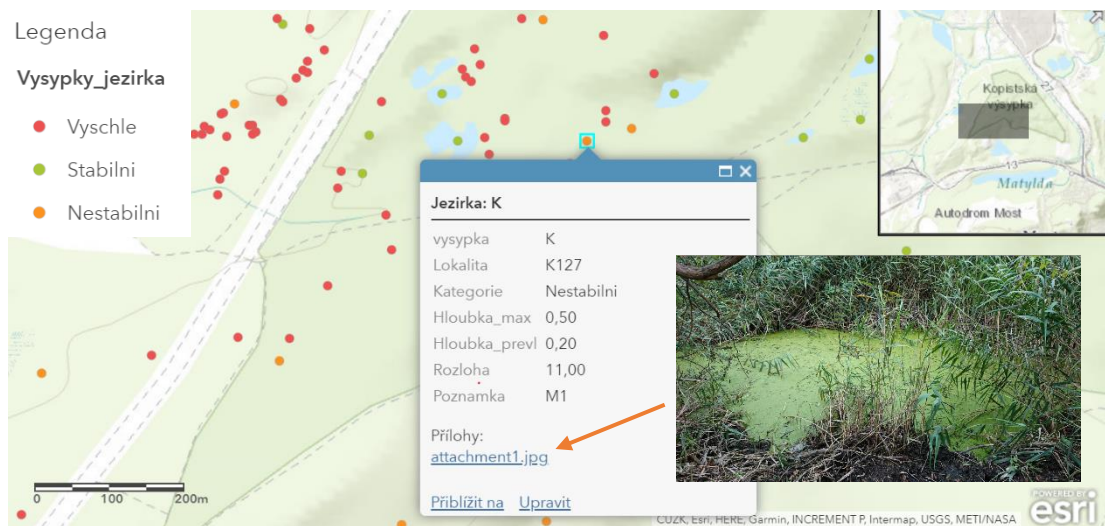 Legenda
Vysypky_jezirka
Vyschle
Stabilni
Nestabilni
Kopistská
výsypka
13
Matylda
Autodrom Most
Jezirka: K
vysypka K
Lokalita K127
Kategorie Nestabilni
Hloubka_max 0,50
Hloubka_prevl 0,20
Rozloha 11,00
Poznamka M1
Přílohy:
attachment1.jpg
Přiblížit na Upravit
0 100 200m
CUZK, Esri, HERE, Garmin, INCREMENT P, Intermap, USGS, METI/NASA
POWERED BY
esri